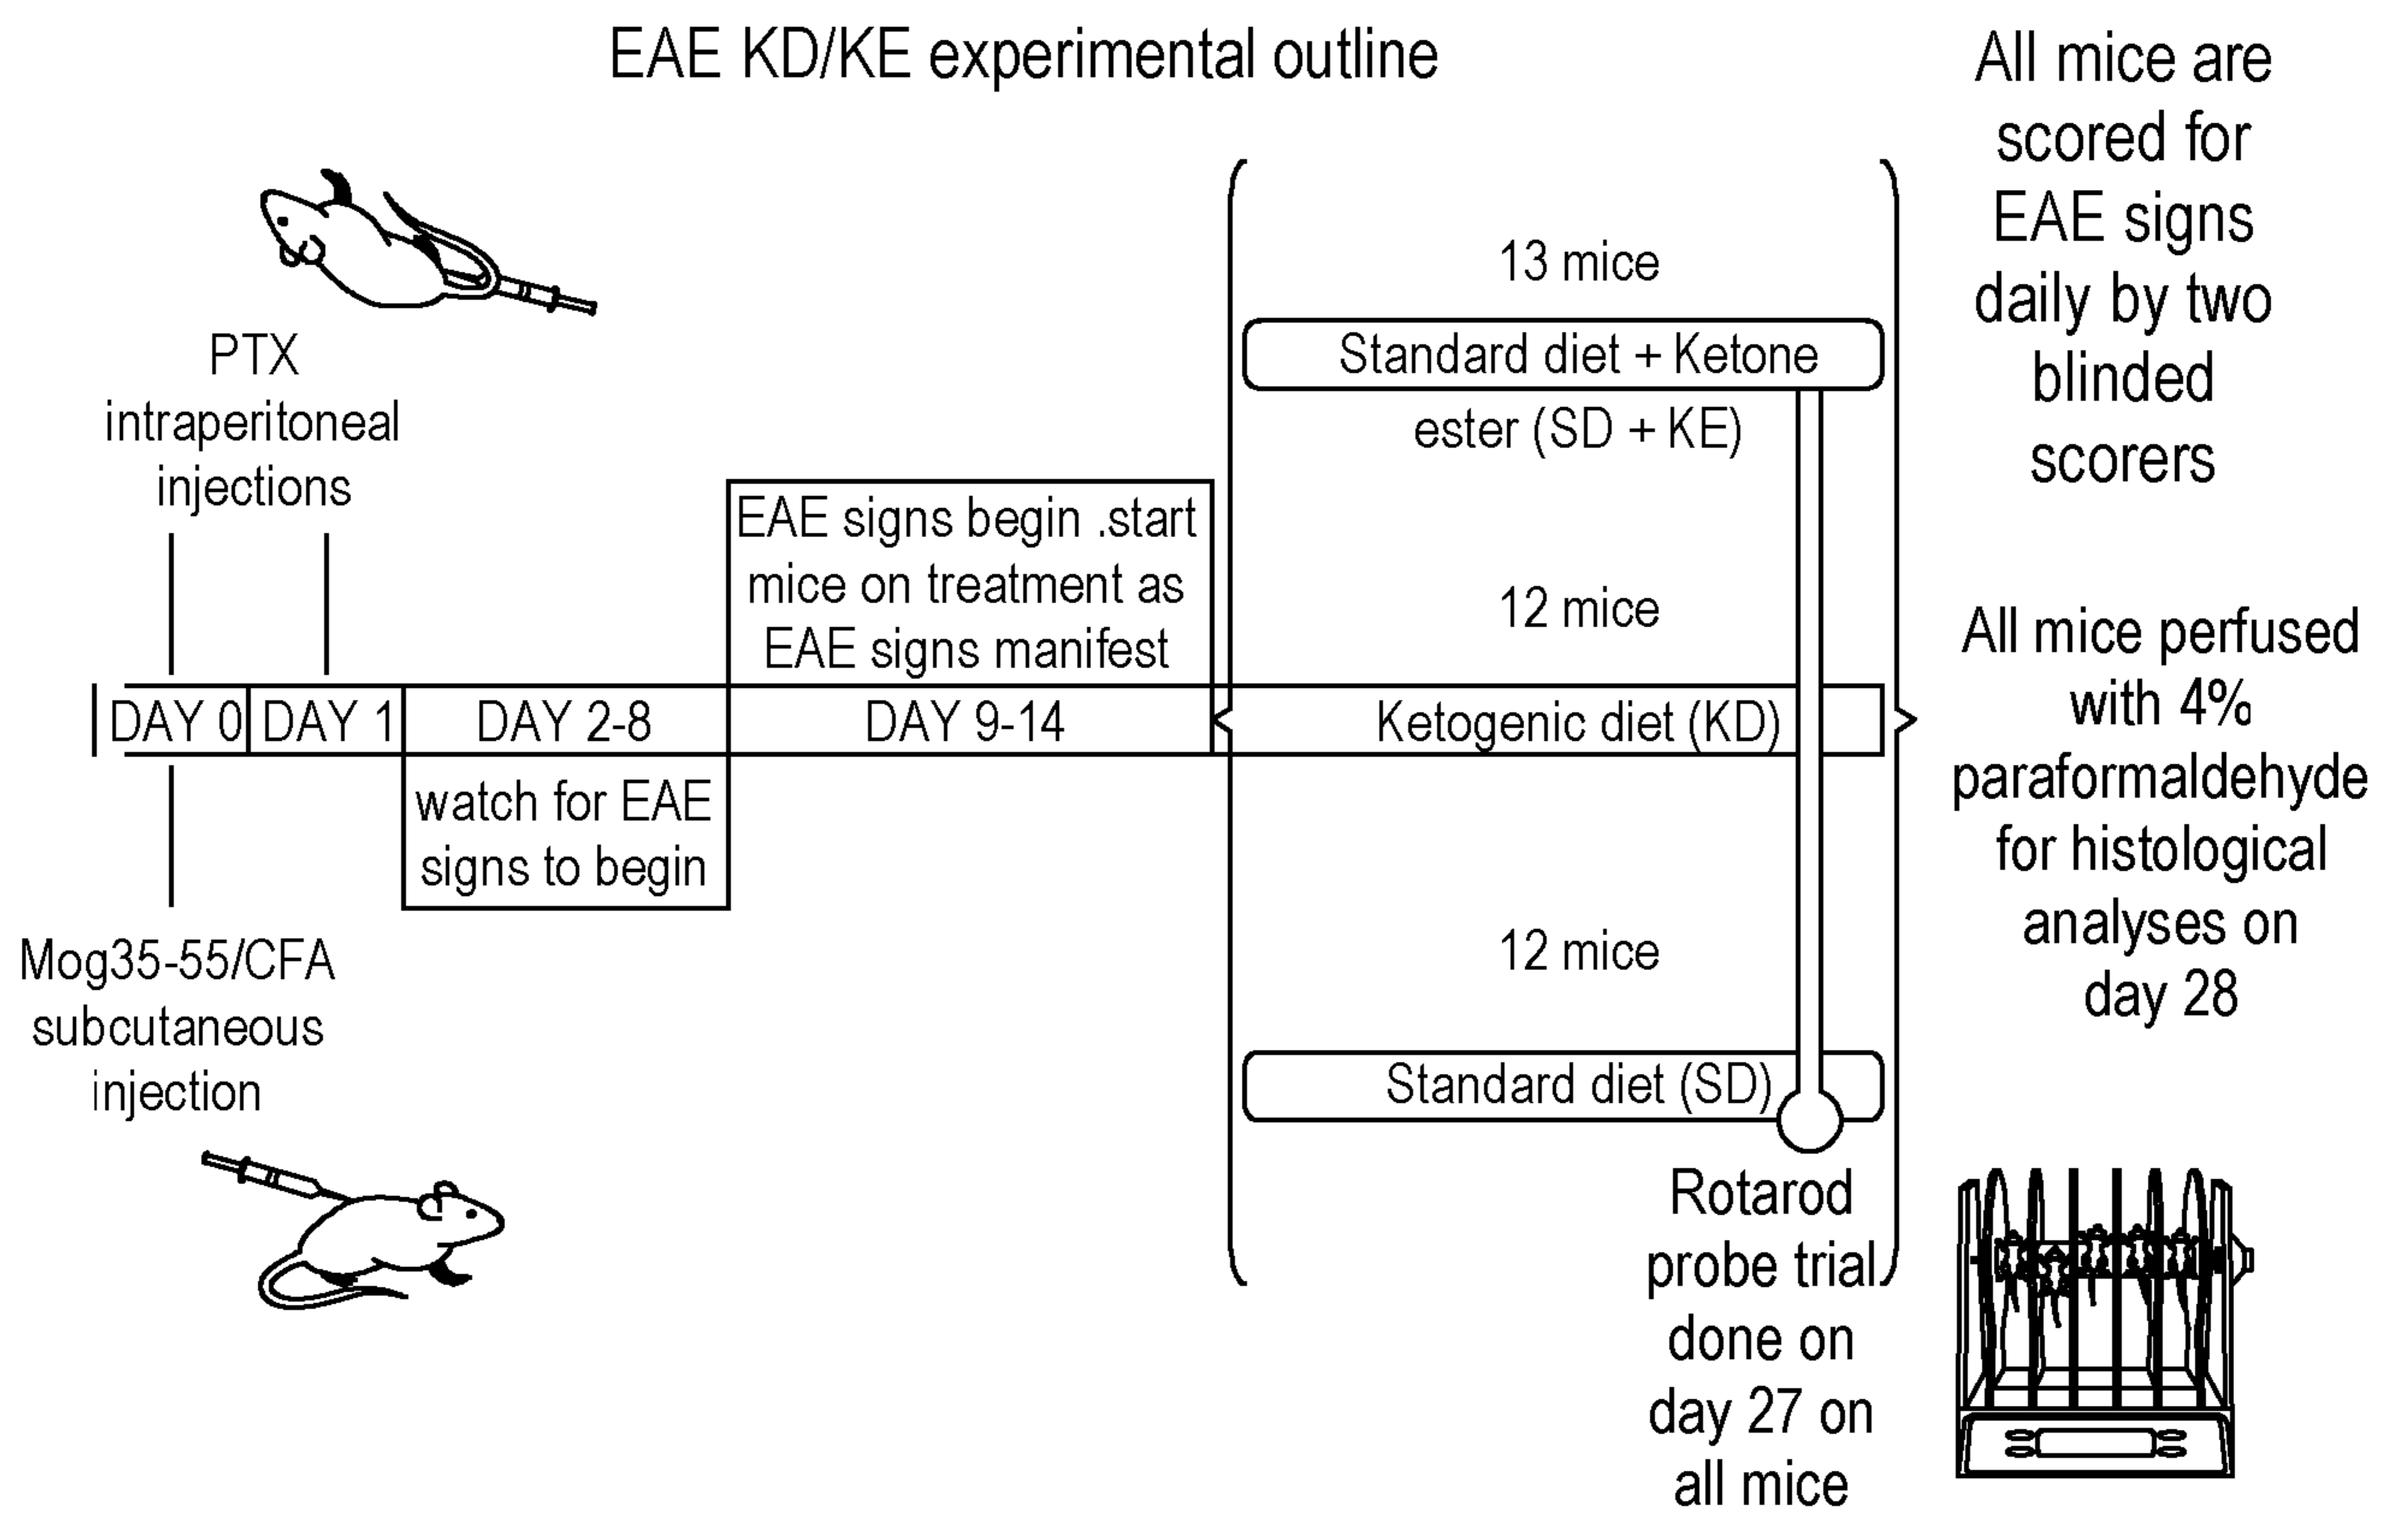 EAE KD/KE experimental outline
PTX
intraperitoneal
injections
DAY 0
DAY 1
DAY 2-8
DAY 9-14
Mog35-55/CFA
subcutaneous
injection
watch for EAE
signs to begin
EAE signs begin .start
mice on treatment as
EAE signs manifest
13 mice
Standard diet + Ketone
ester (SD + KE)
12 mice
Ketogenic diet (KD)
12 mice
Standard diet (SD)
Rotarod
probe trial
done on
day 27 on
all mice
All mice are
scored for
EAE signs
daily by two
blinded
scorers
All mice perfused
with 4%
paraformaldehyde
for histological
analyses on
day 28